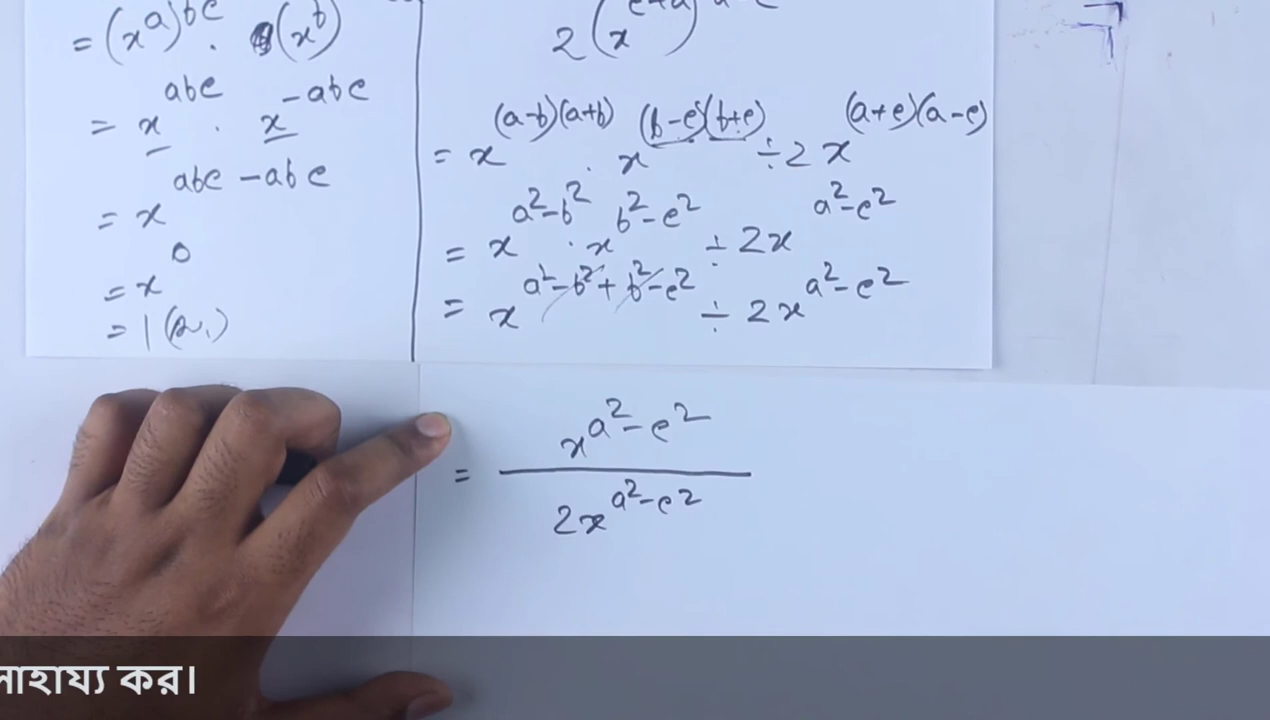 = (x^a)^bc · (x^b)
= x^abc · x^-abc
= x^abc-abc
= x^0
= 1
2(x
= x^(a-b)(a+b) · x^(b-c)(b+c) ÷ 2x^(a+c)(a-c)
= x^a²-b² · x^b²-c² ÷ 2x^a²-c²
= x^a²-b²+b²-c² ÷ 2x^a²-c²
= x^a²-c²
2x^a²-c²
সাহায্য কর।